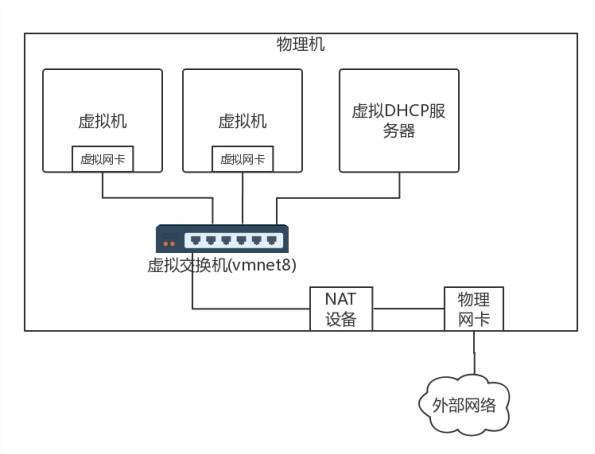 物理机
虚拟机
虚拟网卡
虚拟机
虚拟网卡
虚拟DHCP服
务器
虚拟交换机(vmnet8)
NAT
设备
物理
网卡
外部网络